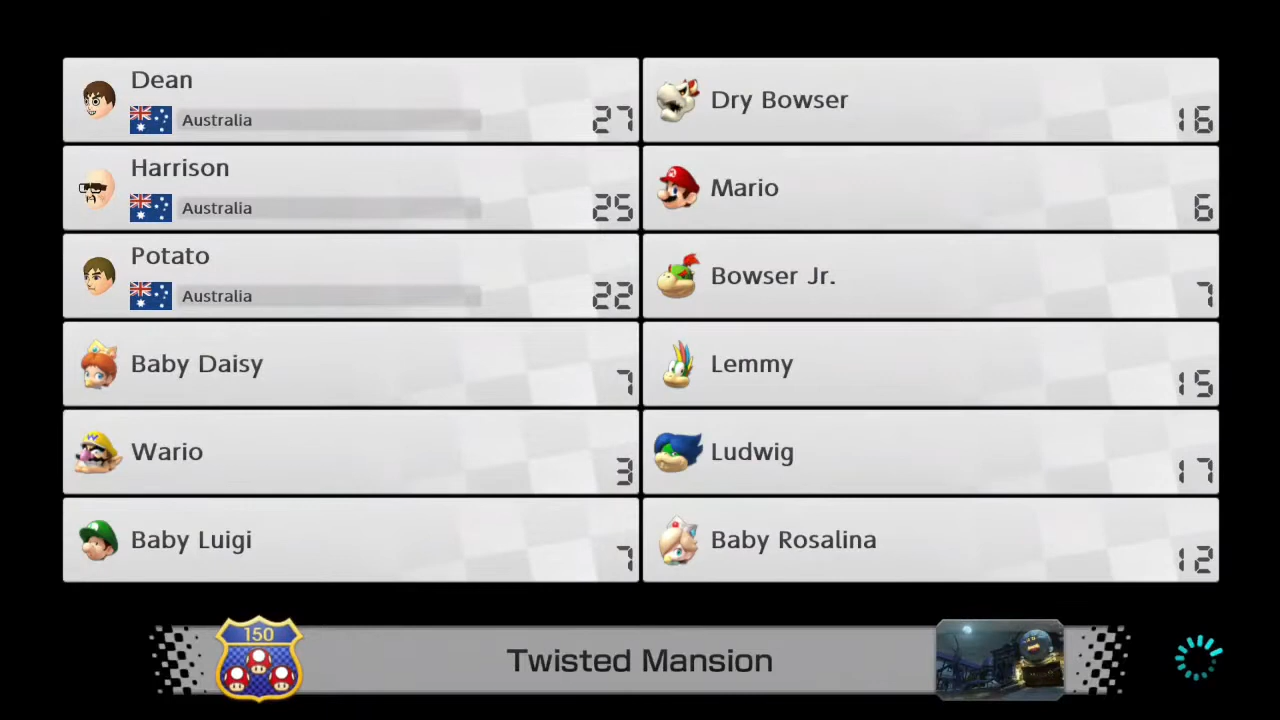 Dean
Australia
27
Harrison
Australia
25
Potato
Australia
22
Baby Daisy
7
Wario
3
Baby Luigi
7
Dry Bowser
16
Mario
6
Bowser Jr.
7
Lemmy
15
Ludwig
17
Baby Rosalina
12
150
Twisted Mansion